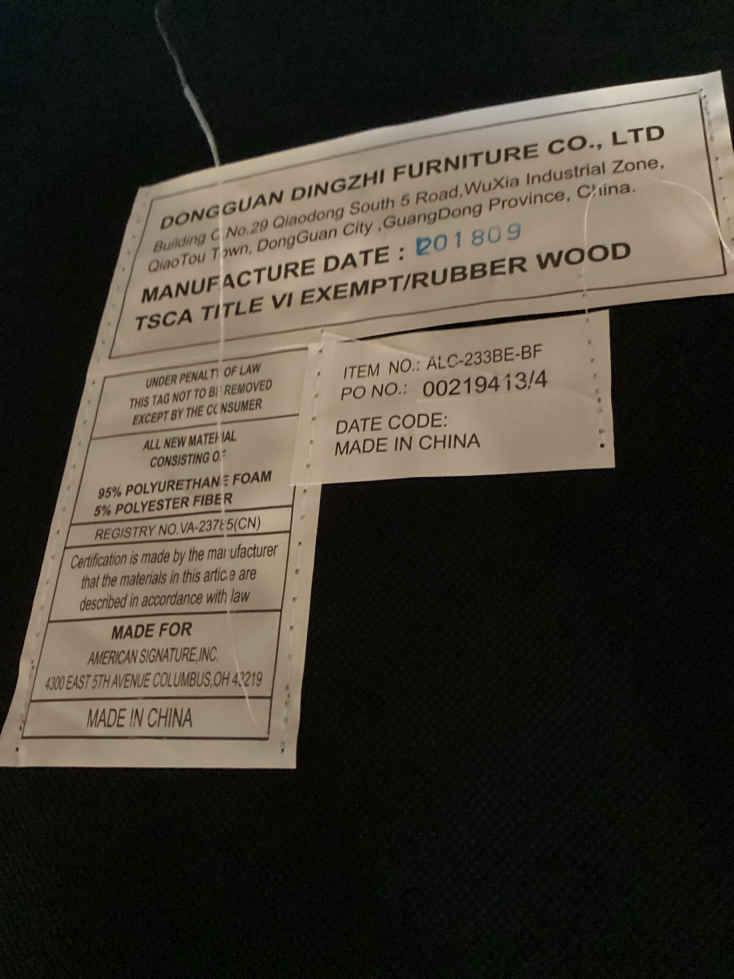 DONGGUAN DINGZHI FURNITURE CO., LTD
Building C No.29 Qiaodong South 5 Road,WuXia Industrial Zone,
QiaoTou Town, DongGuan City ,GuangDong Province, China.
MANUFACTURE DATE : 201809
TSCA TITLE VI EXEMPT/RUBBER WOOD
UNDER PENALTY OF LAW
THIS TAG NOT TO BE REMOVED
EXCEPT BY THE CONSUMER
ALL NEW MATERIAL
CONSISTING OF
95% POLYURETHANE FOAM
5% POLYESTER FIBER
REGISTRY NO.VA-23785(CN)
Certification is made by the manufacturer
that the materials in this article are
described in accordance with law
MADE FOR
AMERICAN SIGNATURE,INC.
4300 EAST 5TH AVENUE COLUMBUS,OH 43219
MADE IN CHINA
ITEM NO.: ALC-233BE-BF
PO NO.: 00219413/4
DATE CODE:
MADE IN CHINA